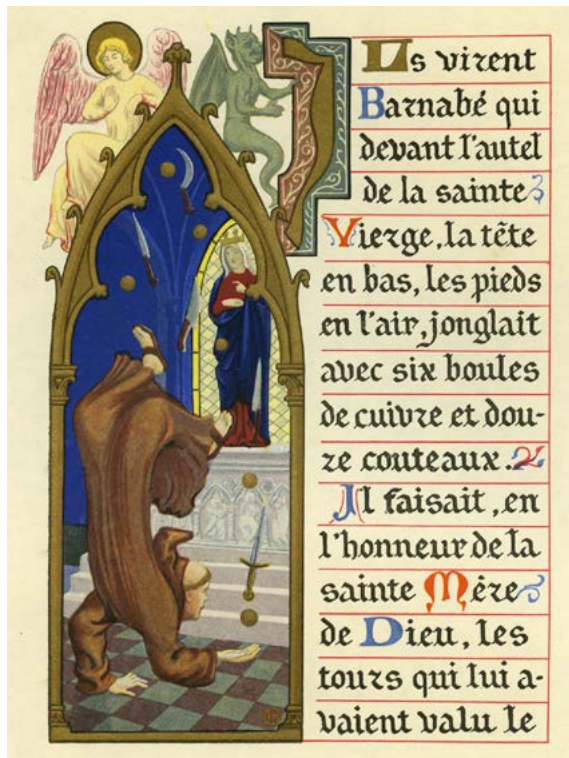 ILs virent
Barnabé qui
devant l'autel
de la sainte
Vierge, la tête
en bas, les pieds
en l'air, jonglait
avec six boules
de cuivre et dou-
ze couteaux.
Il faisait, en
l'honneur de la
sainte Mère
de Dieu, les
tours qui lui a-
vaient valu le